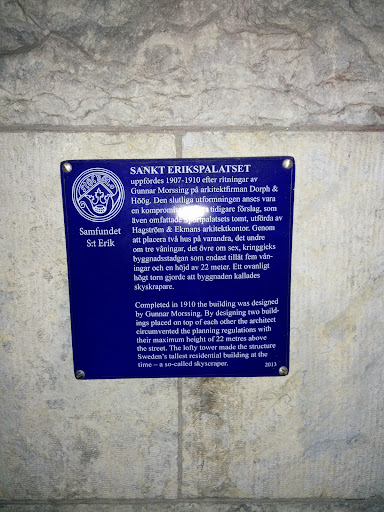 SANKT ERIKSPALATSET
uppfördes 1907-1910 efter ritningar av
Gunnar Morssing på arkitektfirman Dorph &
Höög. Den slutliga utformningen anses vara
en kompromiss tidigare förslag, som
även omfattade Sportpalatsets tomt, utförda av
Hagström & Ekmans arkitektkontor. Genom
att placera två hus på varandra, det undre
om tre våningar, det övre om sex, kringgicks
byggnadsstadgan som endast tillät fem vån-
ingar och en höjd av 22 meter. Ett ovanligt
högt torn gjorde att byggnaden kallades
skyskrapare.
Samfundet
S:t Erik
Completed in 1910 the building was designed
by Gunnar Morssing. By designing two build-
ings placed on top of each other the architect
circumvented the planning regulations with
their maximum height of 22 metres above
the street. The lofty tower made the structure
Sweden's tallest residential building at the
time – a so-called skyscraper. 2013